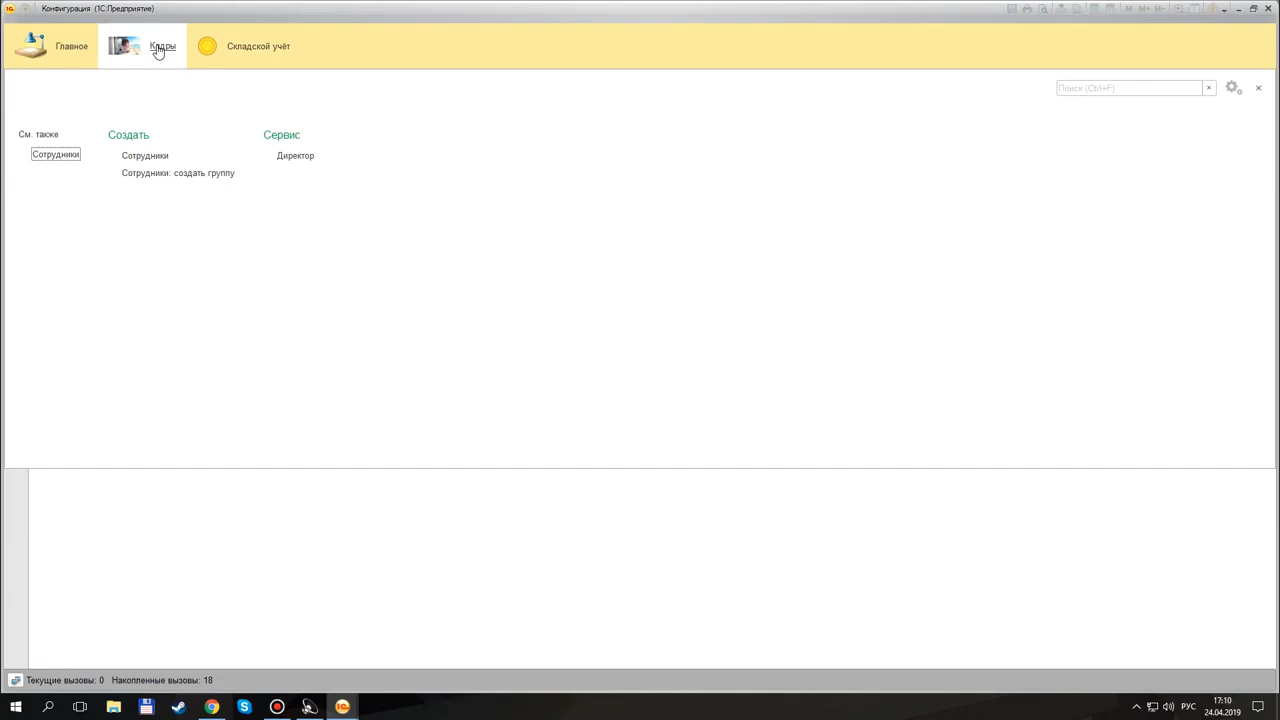 Конфигурация (1С:Предприятие)
M M+ M-
Главное
Кадры
Складской учёт
Поиск (Ctrl+F)
См. также
Создать
Сервис
Сотрудники
Сотрудники
Директор
Сотрудники: создать группу
Текущие вызовы: 0 Накопленные вызовы: 18
РУС
17:10
24.04.2019